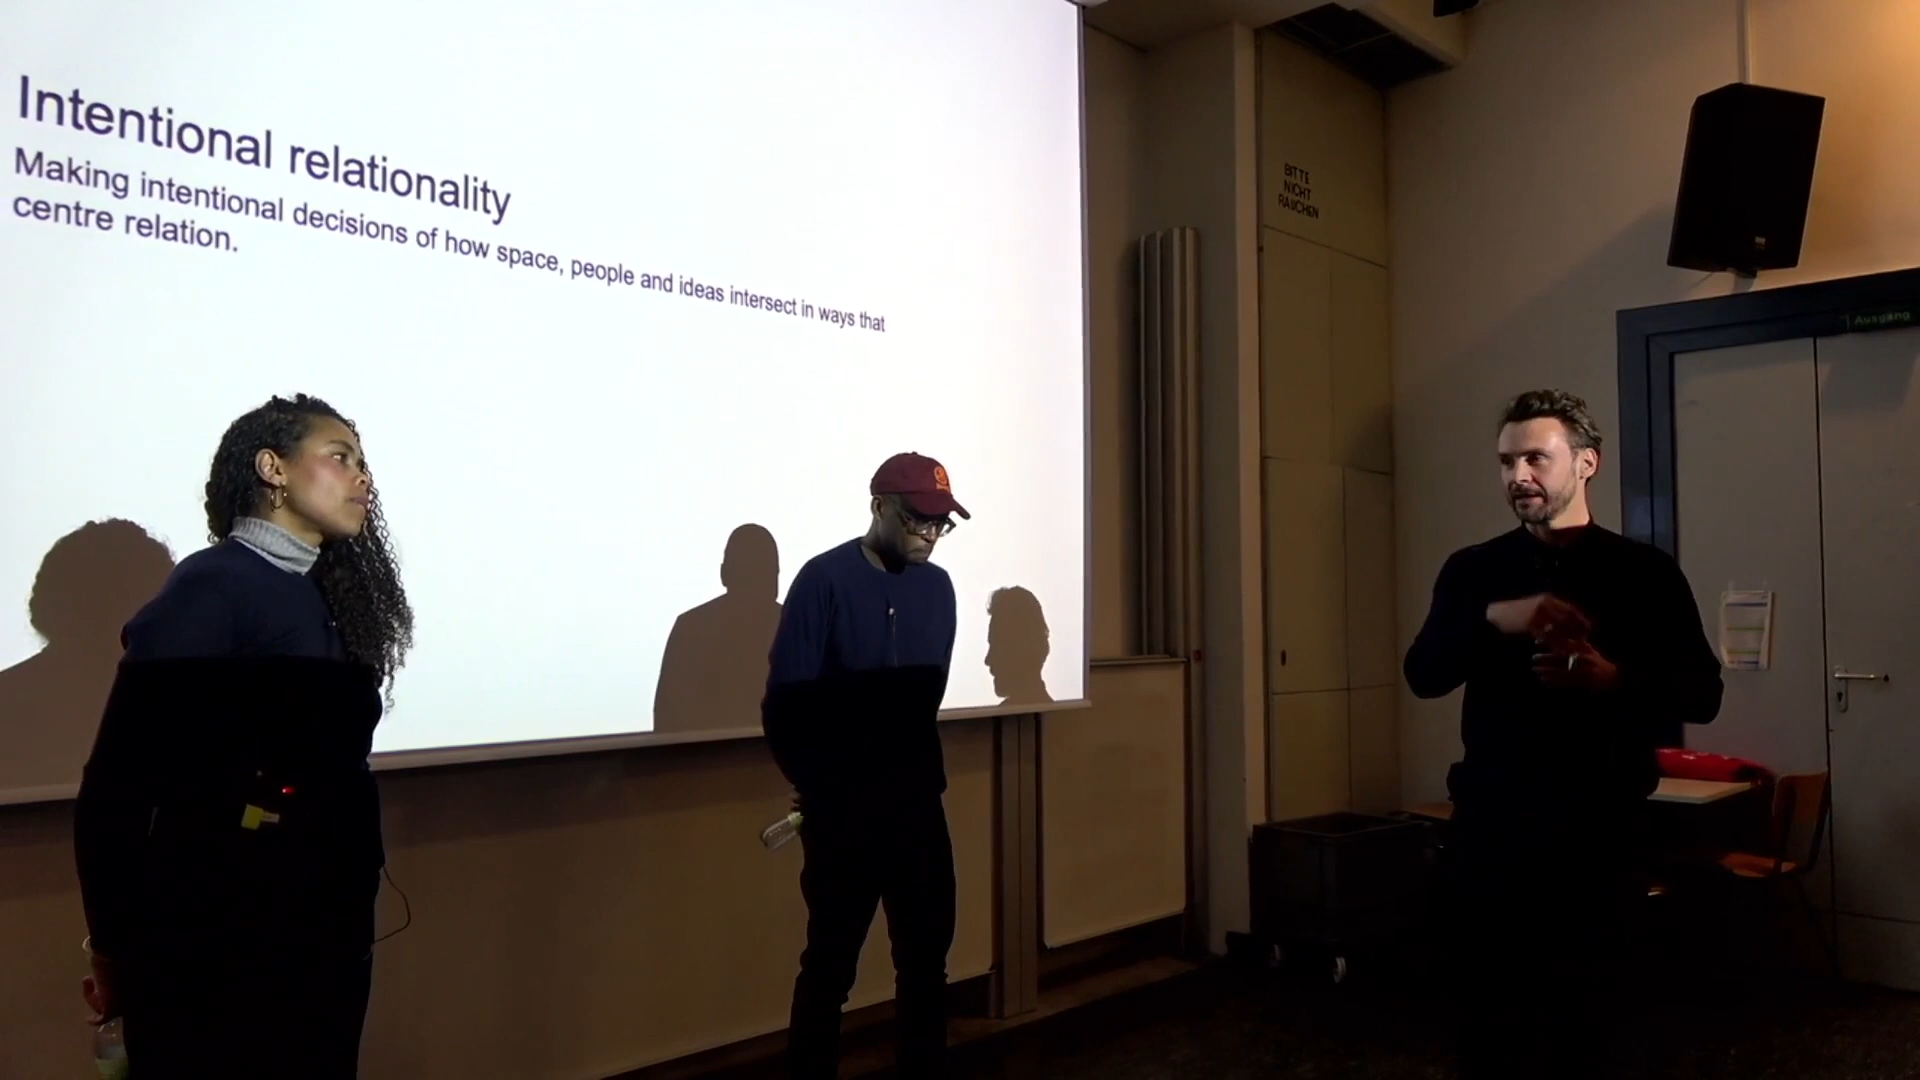 Intentional relationality
Making intentional decisions of how space, people and ideas intersect in ways that
centre relation.
BITTE
NICHT
RAUCHEN
Ausgang